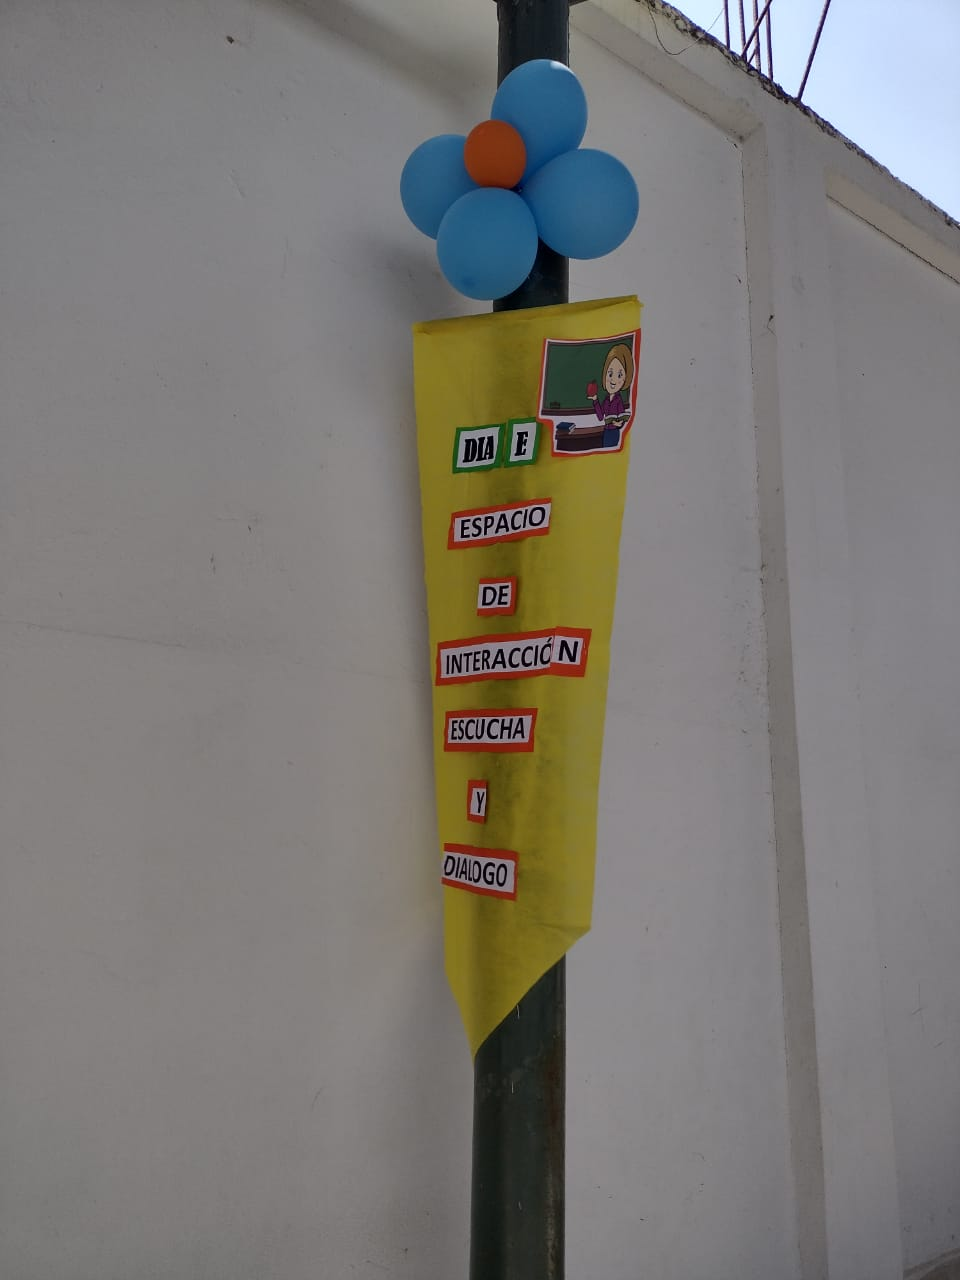 DIA E
ESPACIO
DE
INTERACCIÓN
ESCUCHA
Y
DIALOGO